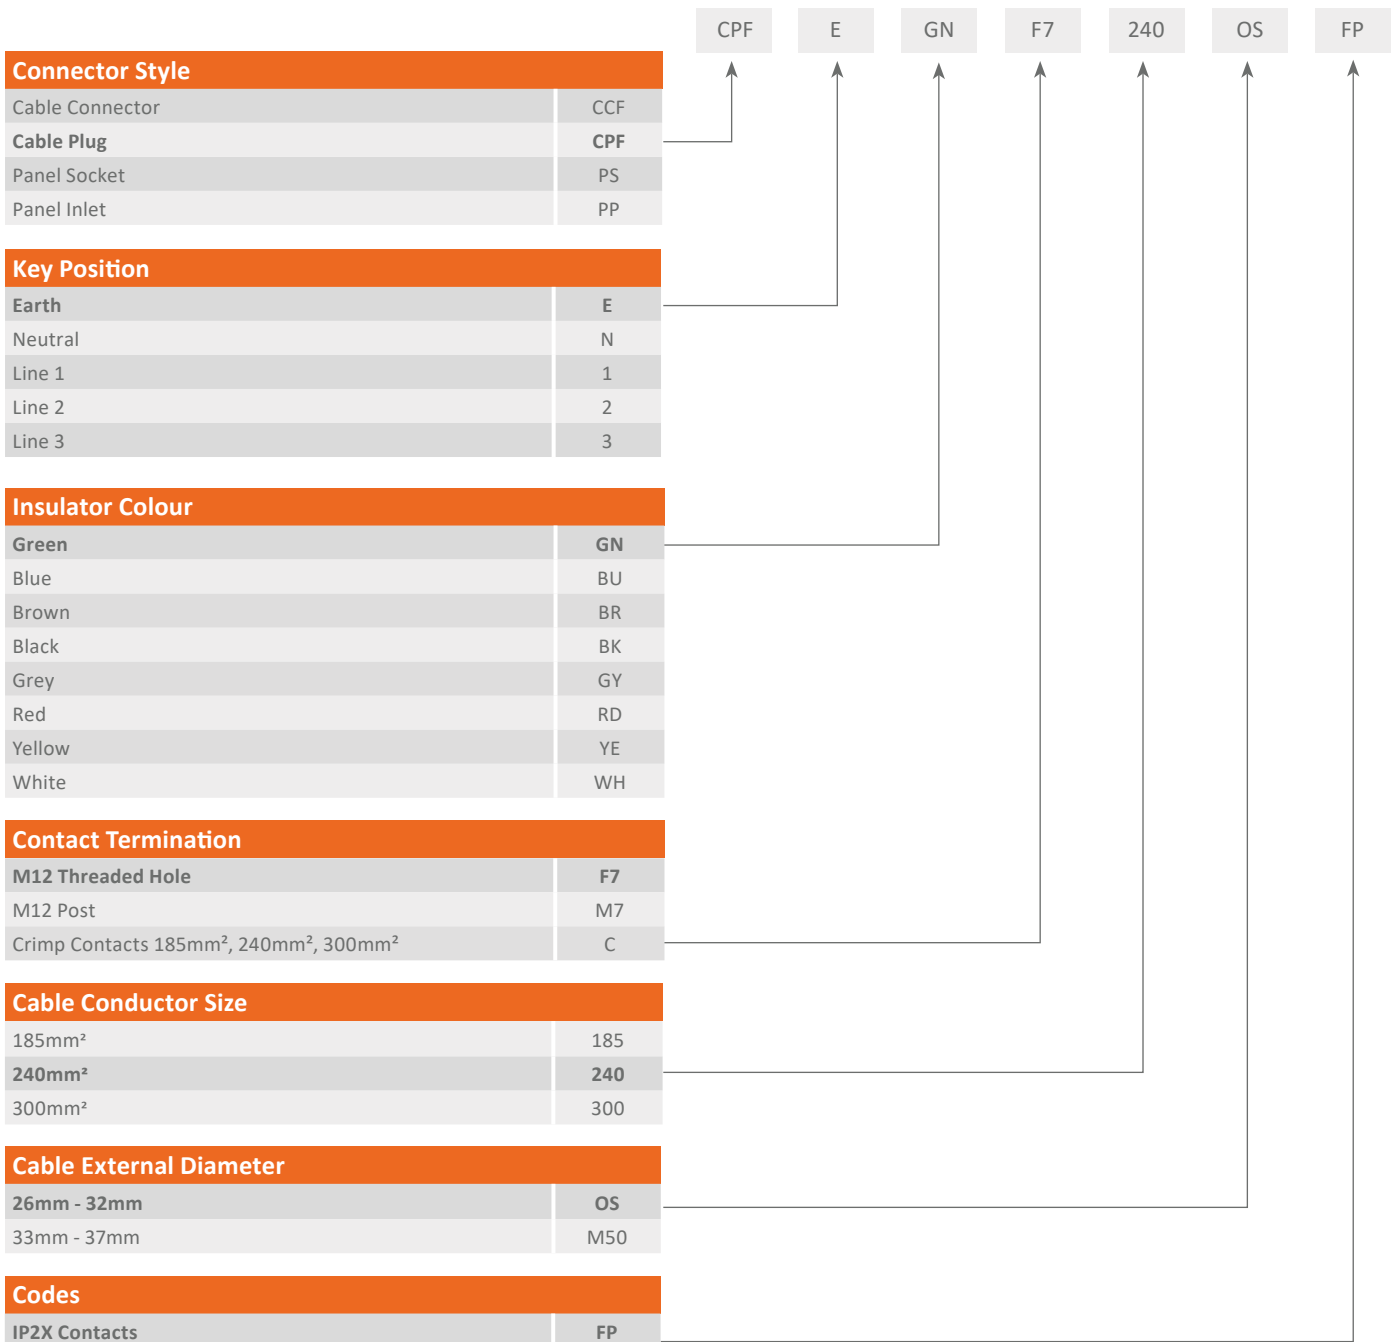 CPF E GN F7 240 OS FP
Connector Style
Cable Connector CCF
Cable Plug CPF
Panel Socket PS
Panel Inlet PP
Key Position
Earth E
Neutral N
Line 1 1
Line 2 2
Line 3 3
Insulator Colour
Green GN
Blue BU
Brown BR
Black BK
Grey GY
Red RD
Yellow YE
White WH
Contact Termination
M12 Threaded Hole F7
M12 Post M7
Crimp Contacts 185mm², 240mm², 300mm² C
Cable Conductor Size
185mm² 185
240mm² 240
300mm² 300
Cable External Diameter
26mm - 32mm OS
33mm - 37mm M50
Codes
IP2X Contacts FP